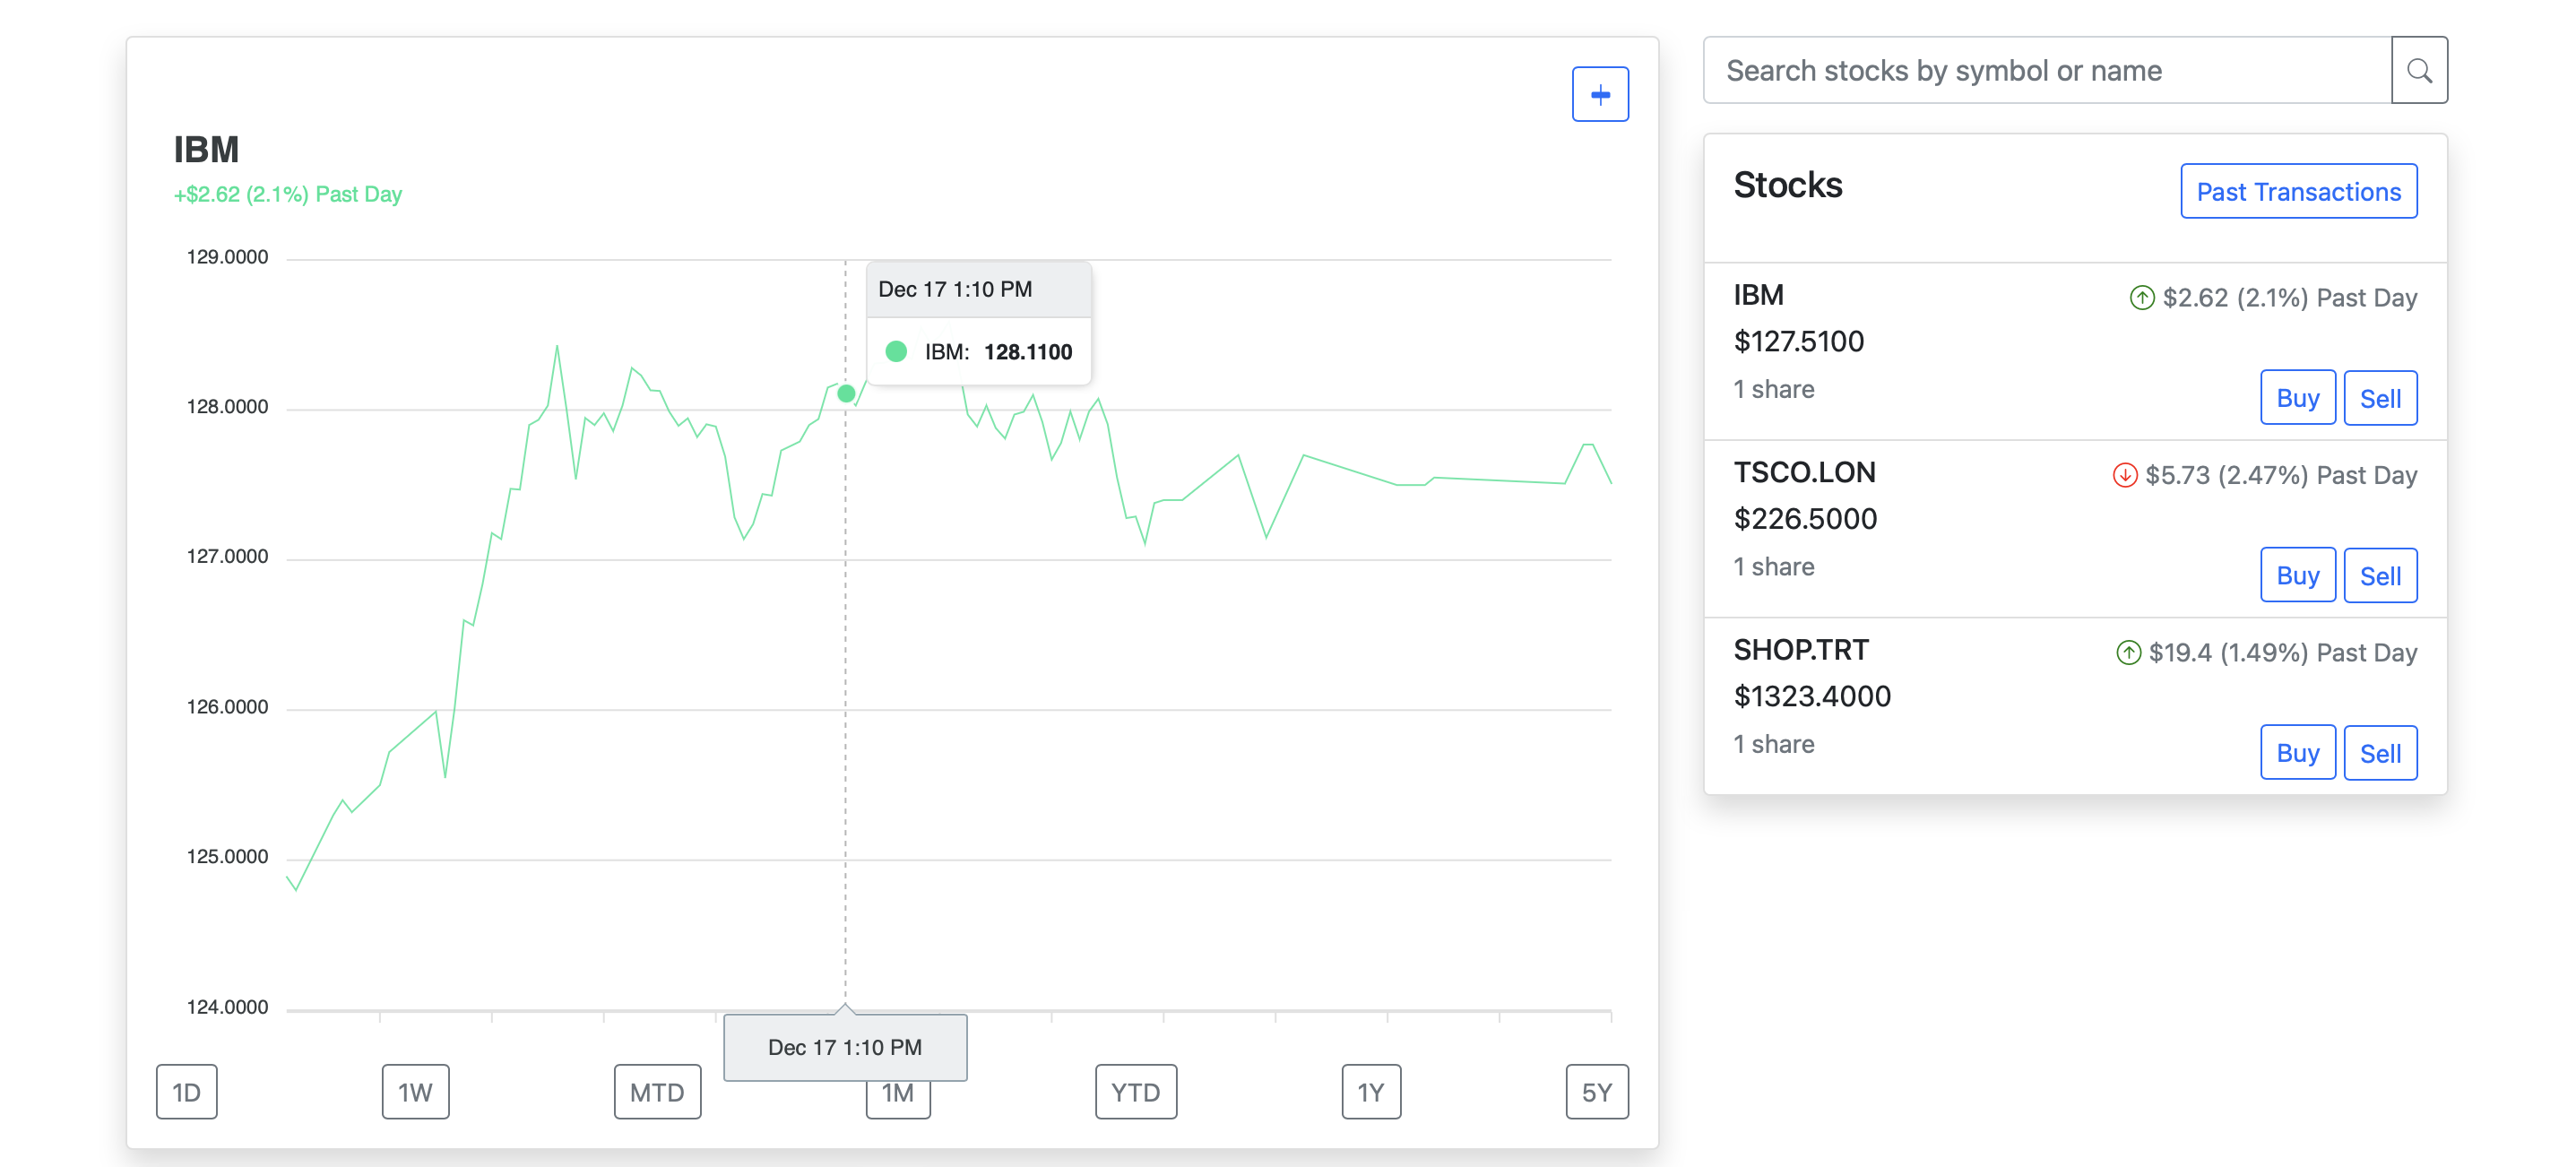 IBM
+$2.62 (2.1%) Past Day
129.0000
128.0000
127.0000
126.0000
125.0000
124.0000
Dec 17 1:10 PM
IBM: 128.1100
Dec 17 1:10 PM
1D
1W
MTD
1M
YTD
1Y
5Y
Search stocks by symbol or name
Stocks
Past Transactions
IBM
$2.62 (2.1%) Past Day
$127.5100
1 share
Buy
Sell
TSCO.LON
$5.73 (2.47%) Past Day
$226.5000
1 share
Buy
Sell
SHOP.TRT
$19.4 (1.49%) Past Day
$1323.4000
1 share
Buy
Sell